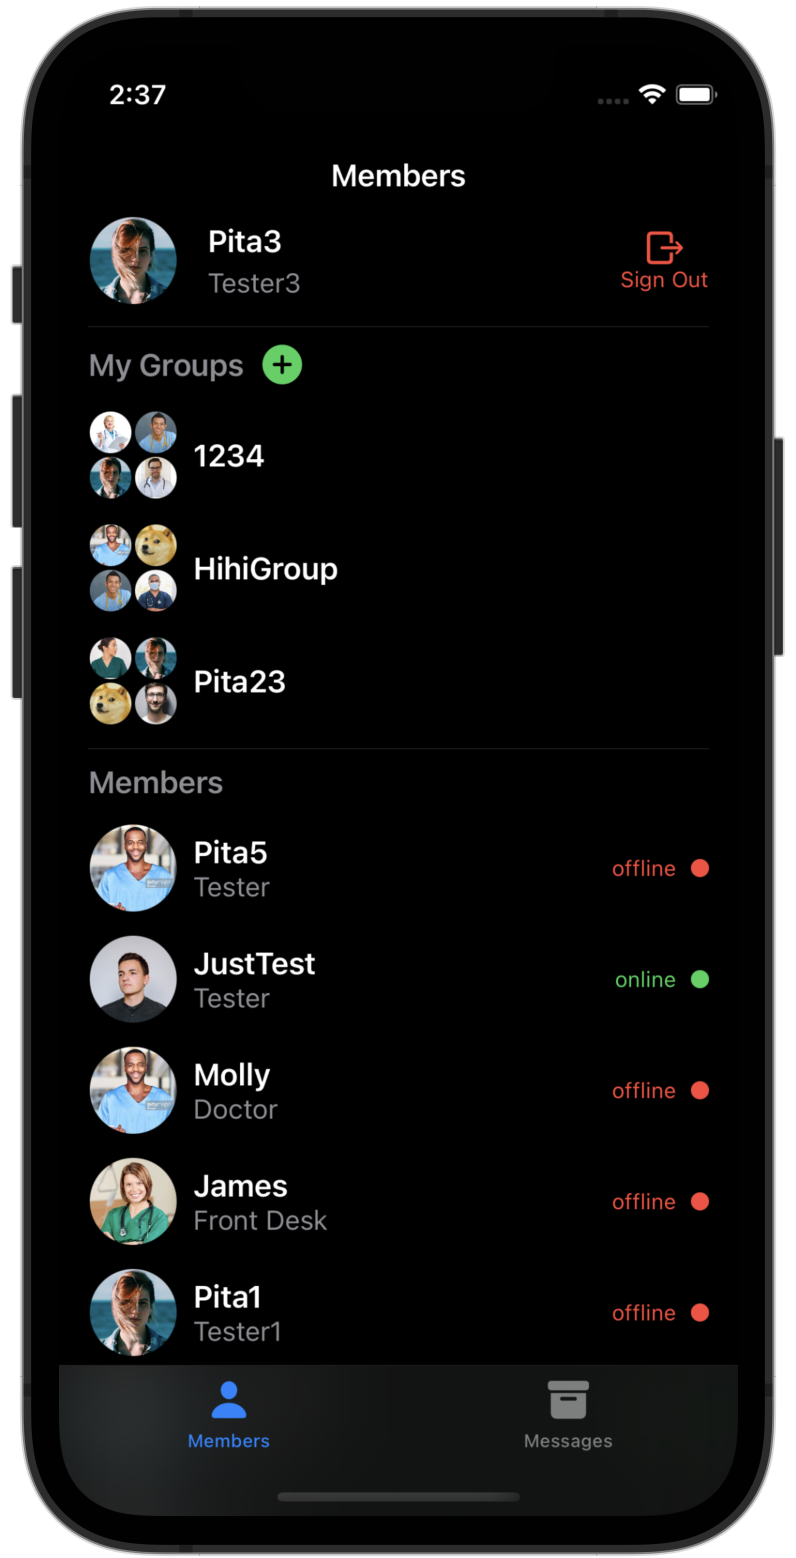 2:37
Members
Pita3
Tester3
Sign Out
My Groups
1234
HihiGroup
Pita23
Members
Pita5
Tester
offline
JustTest
Tester
online
Molly
Doctor
offline
James
Front Desk
offline
Pita1
Tester1
offline
Members
Messages